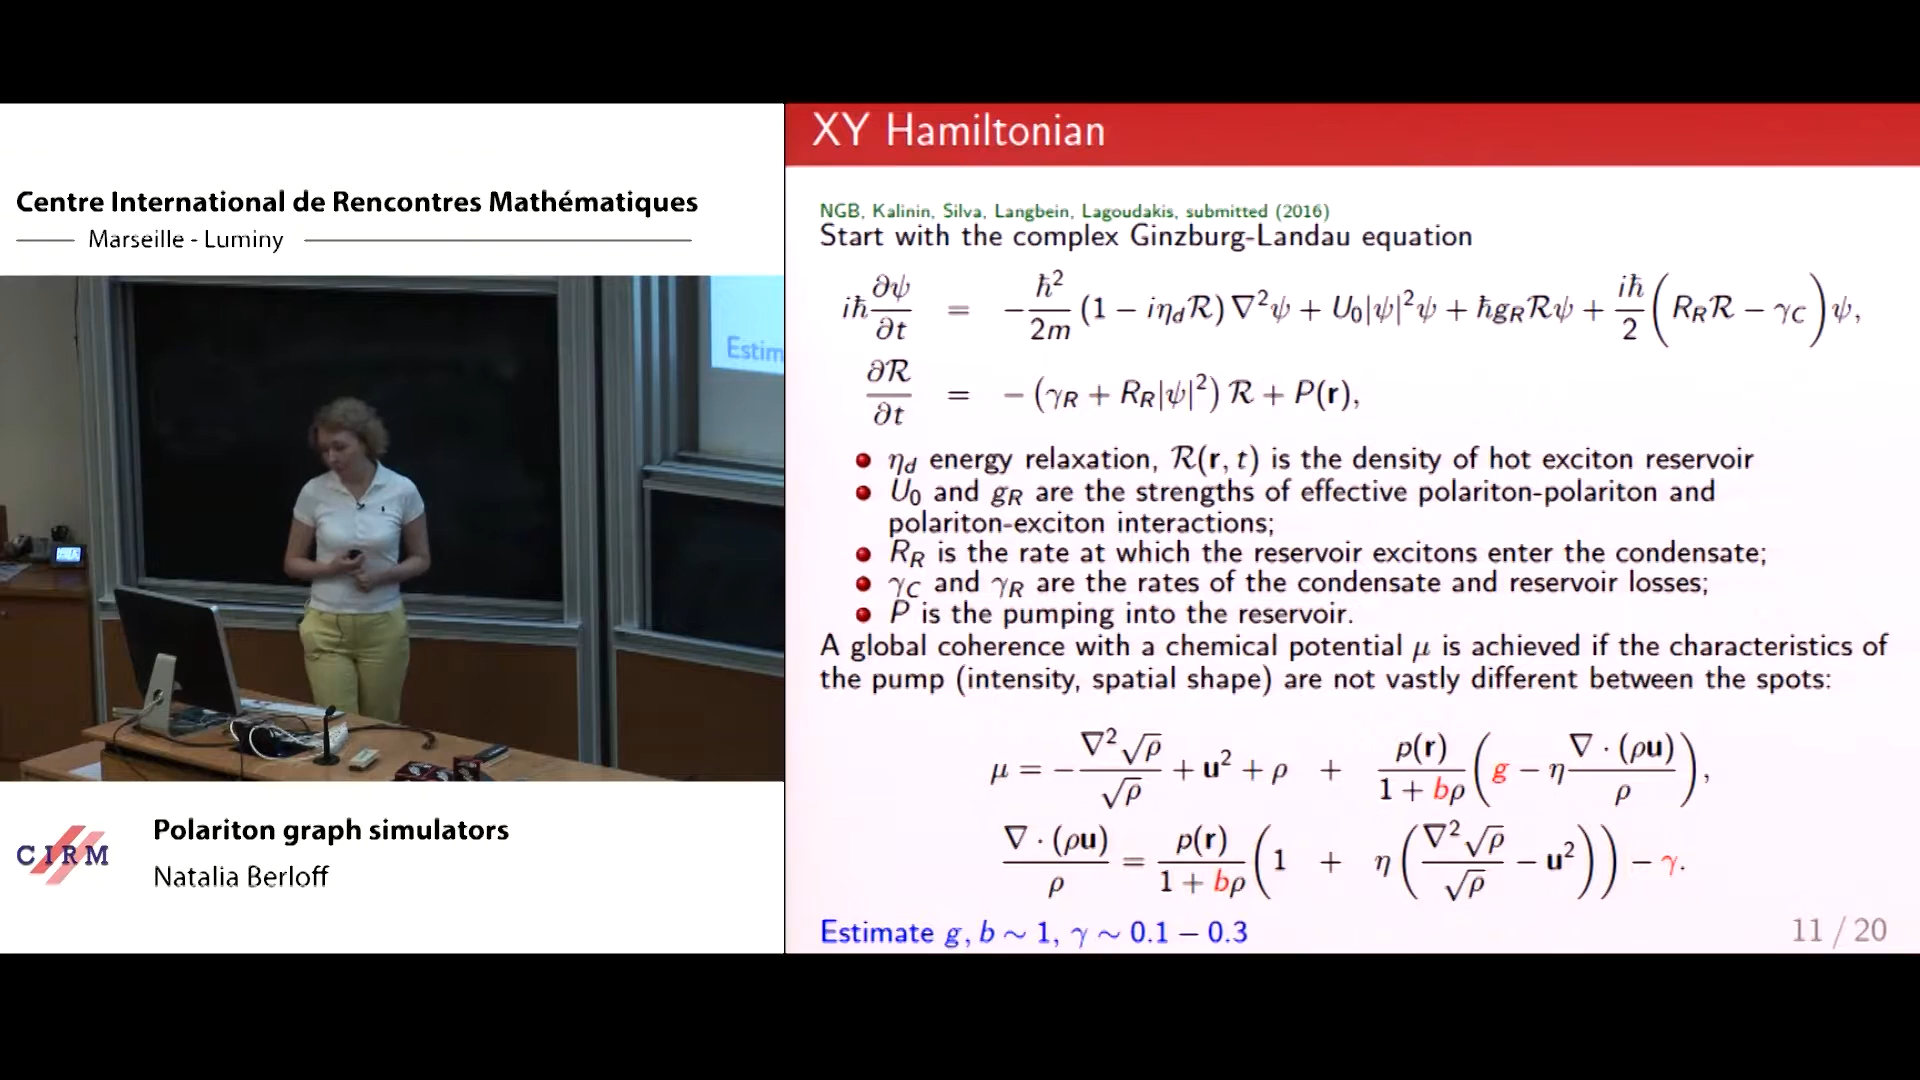 Centre International de Rencontres Mathématiques
Marseille - Luminy
Estim
Polariton graph simulators
CIRM
Natalia Berloff
XY Hamiltonian
NGB, Kalinin, Silva, Langbein, Lagoudakis, submitted (2016)
Start with the complex Ginzburg-Landau equation
iℏ ∂ψ/∂t = −ℏ²/2m (1 − iη_d ℛ) ∇²ψ + U₀|ψ|²ψ + ℏg_R ℛψ + iℏ/2 (R_R ℛ − γ_C) ψ,
∂ℛ/∂t = − (γ_R + R_R|ψ|²) ℛ + P(r),
• η_d energy relaxation, ℛ(r, t) is the density of hot exciton reservoir
• U₀ and g_R are the strengths of effective polariton-polariton and
polariton-exciton interactions;
• R_R is the rate at which the reservoir excitons enter the condensate;
• γ_C and γ_R are the rates of the condensate and reservoir losses;
• P is the pumping into the reservoir.
A global coherence with a chemical potential μ is achieved if the characteristics of
the pump (intensity, spatial shape) are not vastly different between the spots:
μ = −∇²√ρ/√ρ + u² + ρ + p(r)/(1 + bρ) (g − η ∇ · (ρu)/ρ),
∇ · (ρu)/ρ = p(r)/(1 + bρ) (1 + η (∇²√ρ/√ρ − u²)) − γ.
Estimate g, b ∼ 1, γ ∼ 0.1 − 0.3
11 / 20